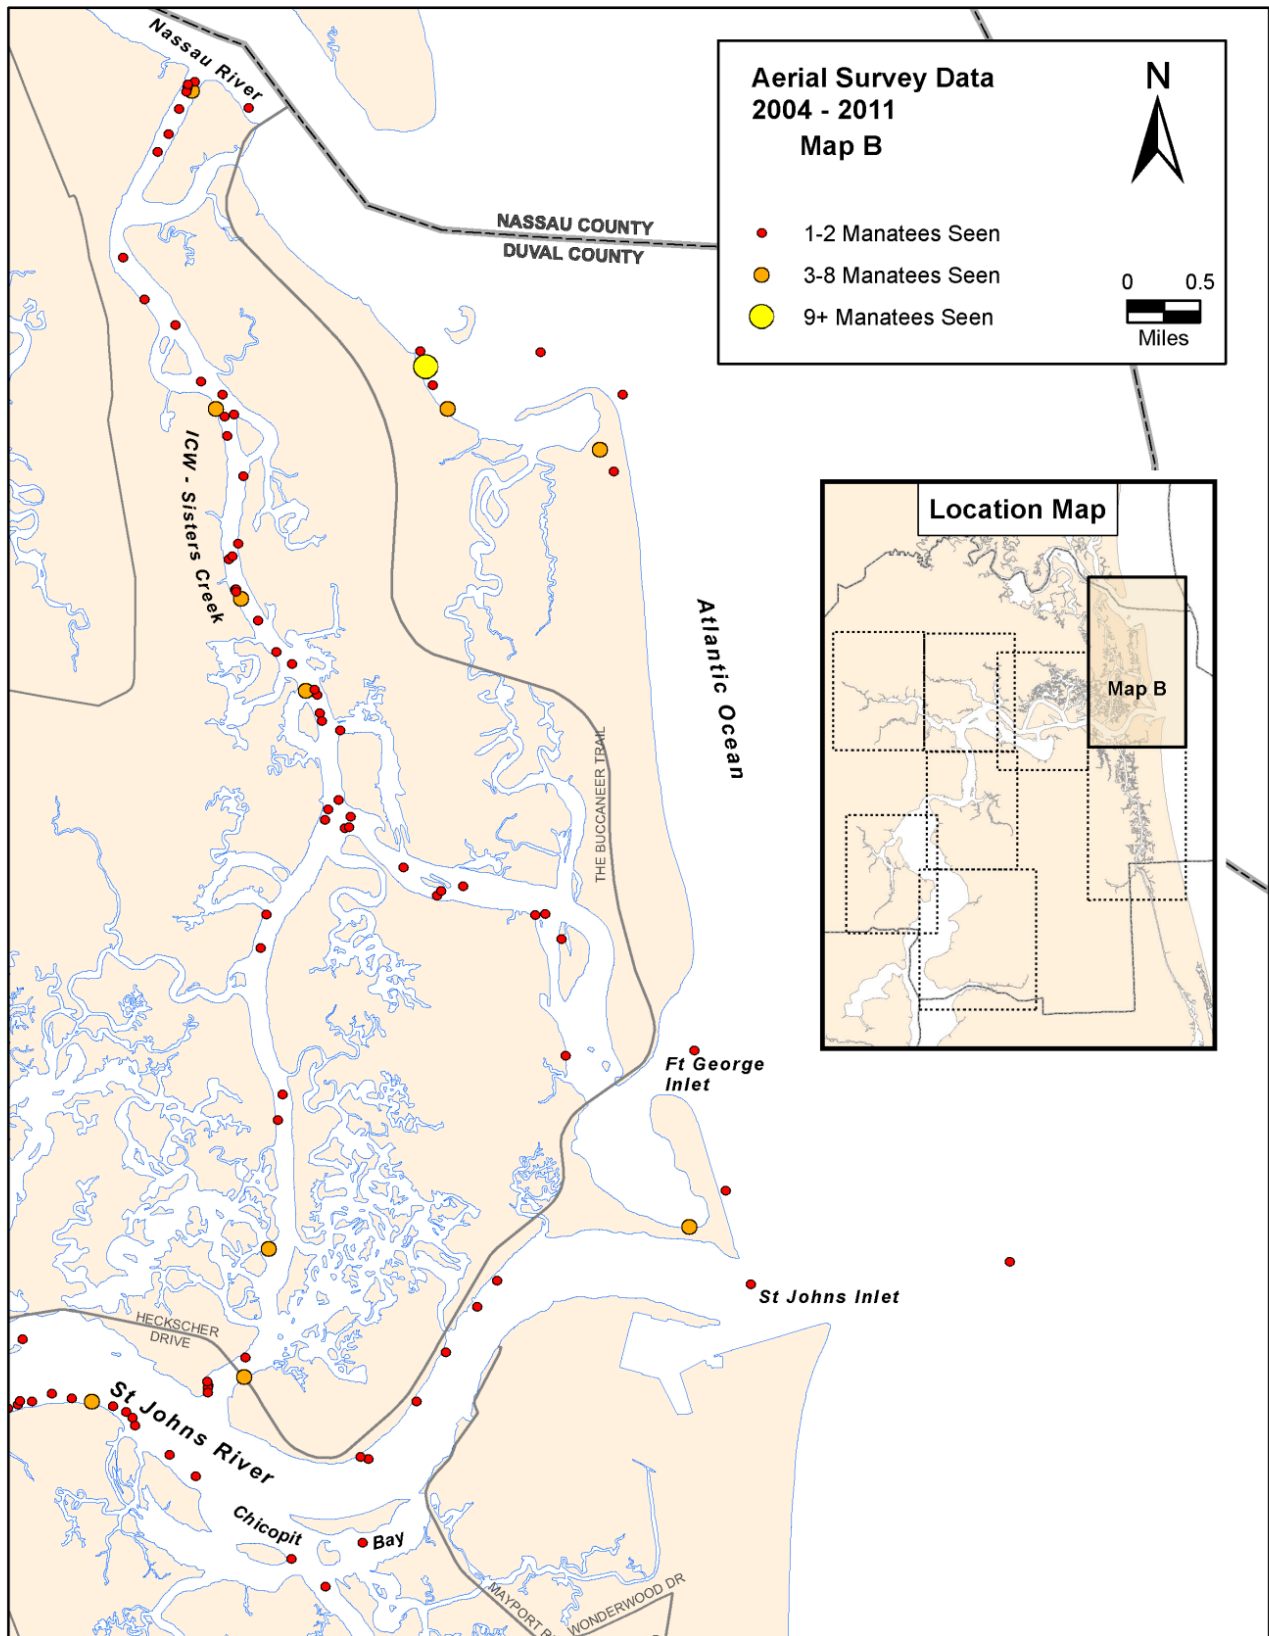 Nassau River
Aerial Survey Data
2004 - 2011
Map B
N
NASSAU COUNTY
DUVAL COUNTY
1-2 Manatees Seen
3-8 Manatees Seen
9+ Manatees Seen
0 0.5
Miles
ICW - Sisters Creek
Location Map
Map B
Atlantic Ocean
THE BUCCANEER TRAIL
Ft George
Inlet
St Johns Inlet
HECKSCHER
DRIVE
St Johns River
Chicopit Bay
MAYPORT
WONDERWOOD DR